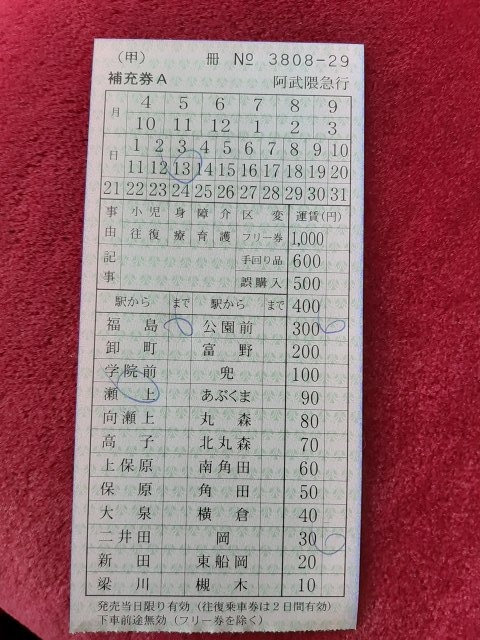 (甲) 冊 № 3808-29
補充券A 阿武隈急行
月 4 5 6 7 8 9
10 11 12 1 2 3
日 1 2 3 4 5 6 7 8 9 10
11 12 13 14 15 16 17 18 19 20
21 22 23 24 25 26 27 28 29 30 31
事由 小児 身 障 介 区 変 運賃(円)
往復 療 育 護 フリー券 1,000
記事 手回り品 600
誤購入 500
駅から まで 駅から まで 400
福島 公園前 300
卸町 富野 200
学院前 兜 100
瀬上 あぶくま 90
向瀬上 丸森 80
高子 北丸森 70
上保原 南角田 60
保原 角田 50
大泉 横倉 40
二井田 岡 30
新田 東船岡 20
梁川 槻木 10
発売当日限り有効 (往復乗車券は2日間有効)
下車前途無効 (フリー券を除く)